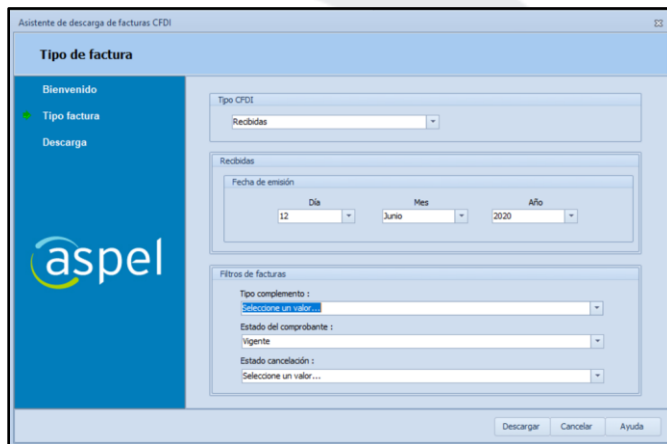 Asistente de descarga de facturas CFDI
Tipo de factura
Bienvenido
Tipo factura
Descarga
aspel
Tipo CFDI
Recibidas
Recibidas
Fecha de emisión
Día Mes Año
12 Junio 2020
Filtros de facturas
Tipo complemento :
Seleccione un valor...
Estado del comprobante :
Vigente
Estado cancelación :
Seleccione un valor...
Descargar Cancelar Ayuda